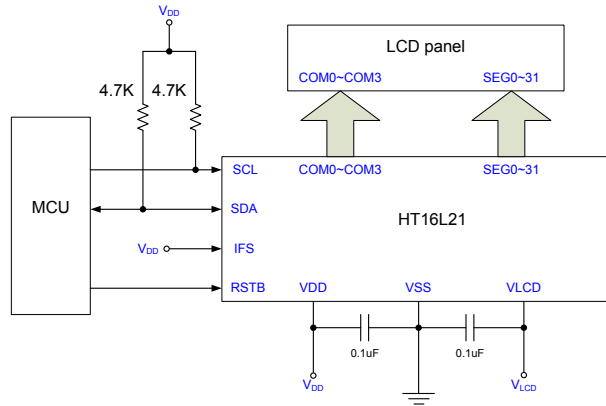 VDD
LCD panel
COM0~COM3 SEG0~31
4.7K 4.7K
MCU
SCL COM0~COM3 SEG0~31
SDA HT16L21
VDD IFS
RSTB VDD VSS VLCD
0.1uF 0.1uF
VDD VLCD